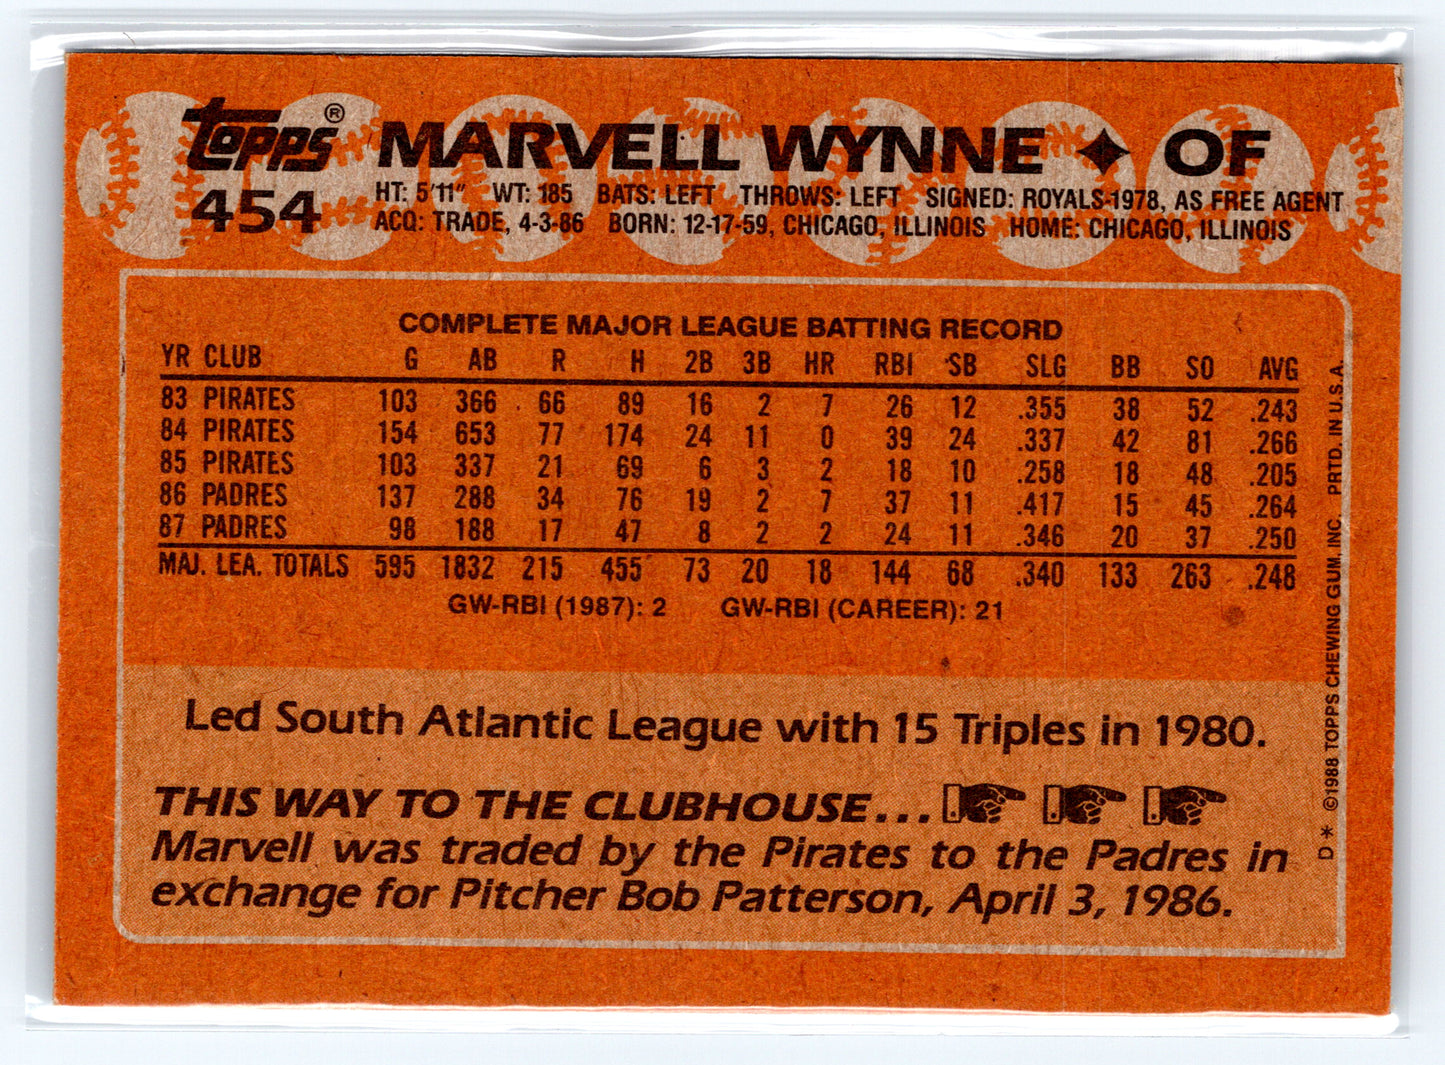 topps® MARVELL WYNNE ✦ OF
454 HT: 5'11" WT: 185 BATS: LEFT THROWS: LEFT SIGNED: ROYALS-1978, AS FREE AGENT
ACQ: TRADE, 4-3-86 BORN: 12-17-59, CHICAGO, ILLINOIS HOME: CHICAGO, ILLINOIS
COMPLETE MAJOR LEAGUE BATTING RECORD
YR CLUB G AB R H 2B 3B HR RBI SB SLG BB SO AVG
83 PIRATES 103 366 66 89 16 2 7 26 12 .355 38 52 .243
84 PIRATES 154 653 77 174 24 11 0 39 24 .337 42 81 .266
85 PIRATES 103 337 21 69 6 3 2 18 10 .258 18 48 .205
86 PADRES 137 288 34 76 19 2 7 37 11 .417 15 45 .264
87 PADRES 98 188 17 47 8 2 2 24 11 .346 20 37 .250
MAJ. LEA. TOTALS 595 1832 215 455 73 20 18 144 68 .340 133 263 .248
GW-RBI (1987): 2 GW-RBI (CAREER): 21
Led South Atlantic League with 15 Triples in 1980.
THIS WAY TO THE CLUBHOUSE...
Marvell was traded by the Pirates to the Padres in
exchange for Pitcher Bob Patterson, April 3, 1986.
D* ©1988 TOPPS CHEWING GUM, INC. PRTD. IN U.S.A.